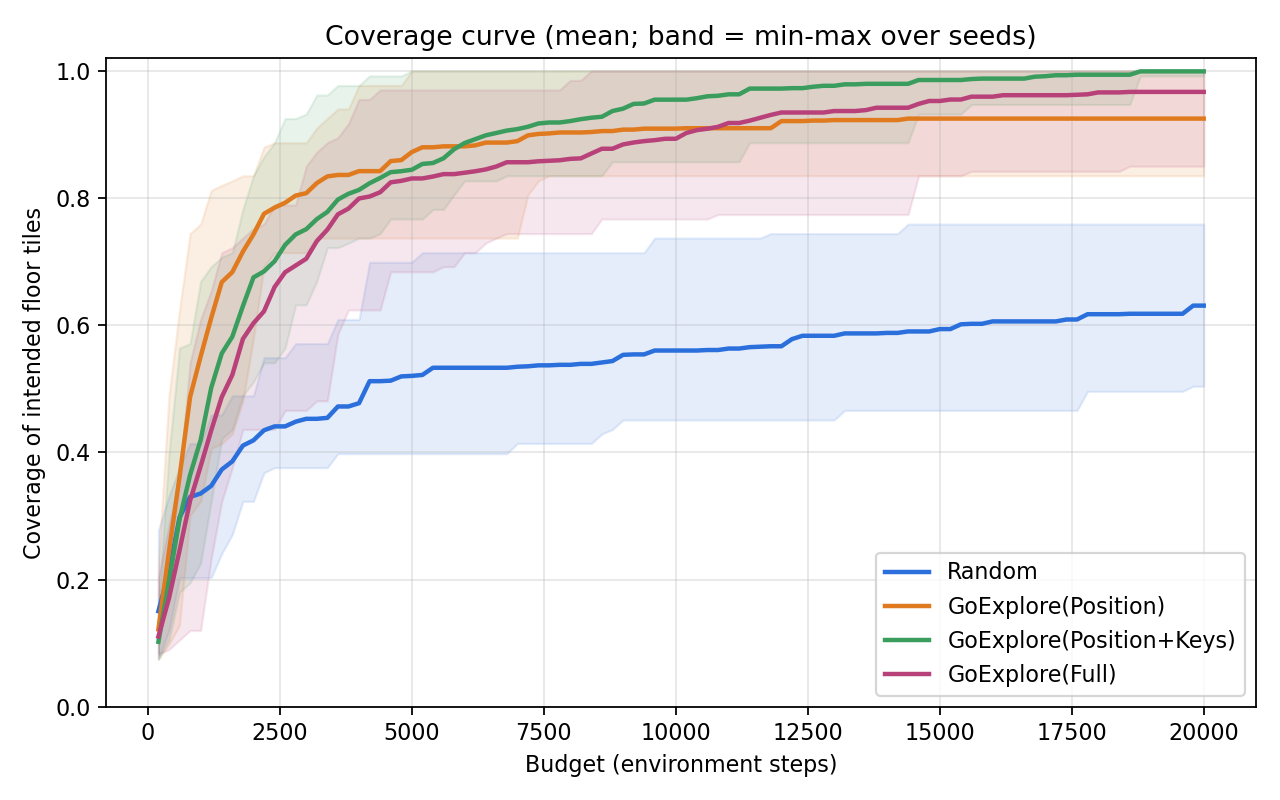 Coverage curve (mean; band = min-max over seeds)
Coverage of intended floor tiles
1.0
0.8
0.6
0.4
0.2
0.0
0 2500 5000 7500 10000 12500 15000 17500 20000
Budget (environment steps)
Random
GoExplore(Position)
GoExplore(Position+Keys)
GoExplore(Full)